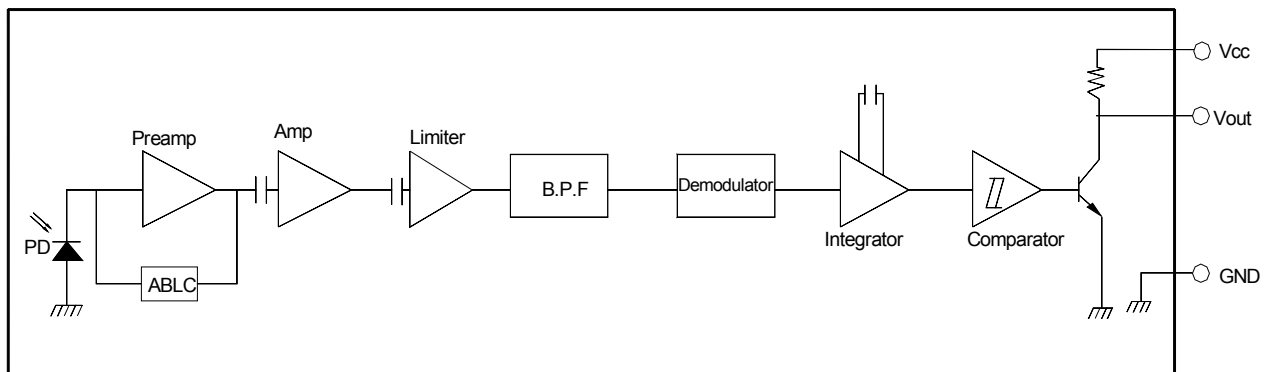 Vcc
Preamp
Amp
Limiter
Vout
B.P.F
Demodulator
PD
ABLC
Integrator
Comparator
GND